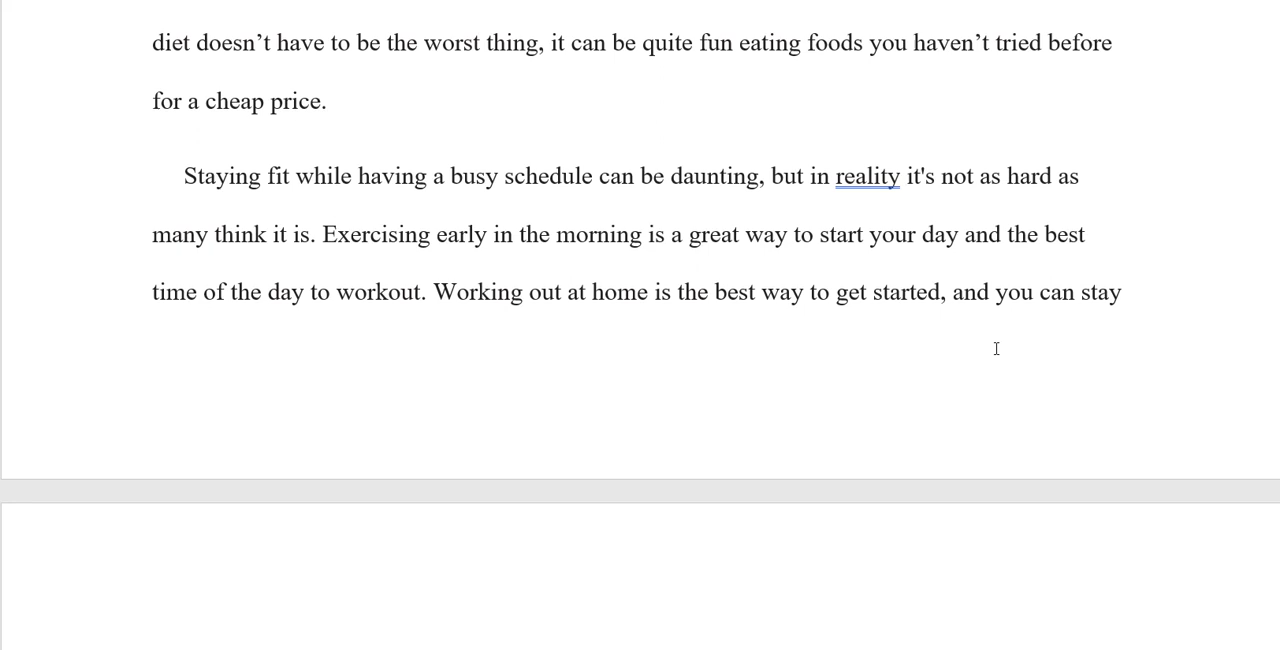 diet doesn’t have to be the worst thing, it can be quite fun eating foods you haven’t tried before
for a cheap price.
Staying fit while having a busy schedule can be daunting, but in reality it's not as hard as
many think it is. Exercising early in the morning is a great way to start your day and the best
time of the day to workout. Working out at home is the best way to get started, and you can stay